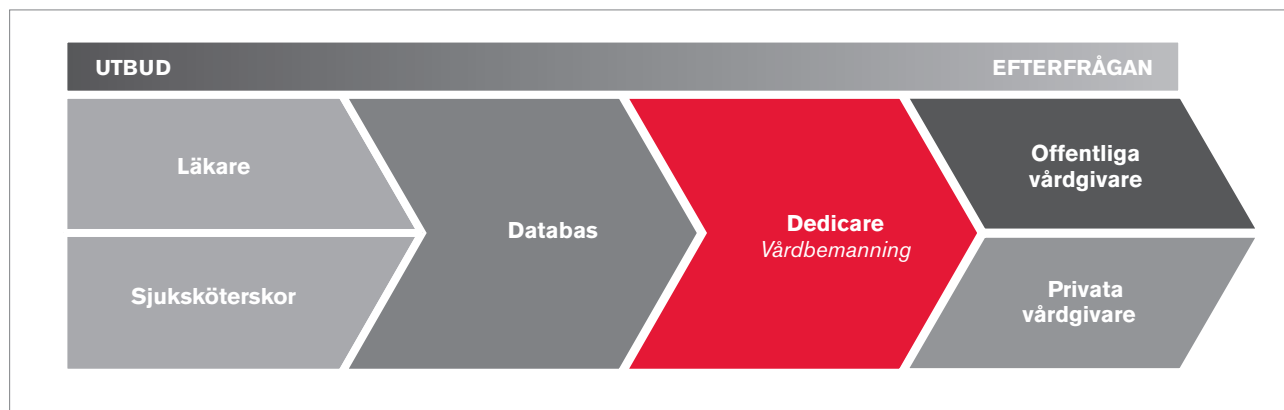 UTBUD
EFTERFRÅGAN
Läkare
Sjuksköterskor
Databas
Dedicare
Vårdbemanning
Offentliga
vårdgivare
Privata
vårdgivare